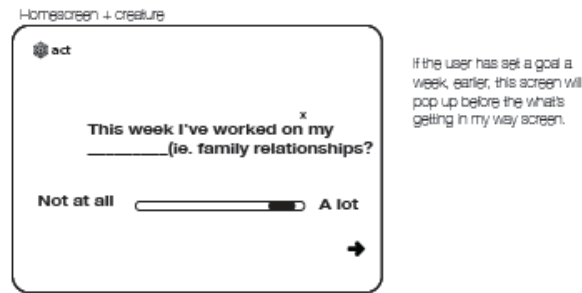 Homescreen + creature
act
If the user has set a goal a
week, earlier, this screen will
pop up before the what's
getting in my way screen.
x
This week I've worked on my
_________(ie. family relationships?
Not at all
A lot